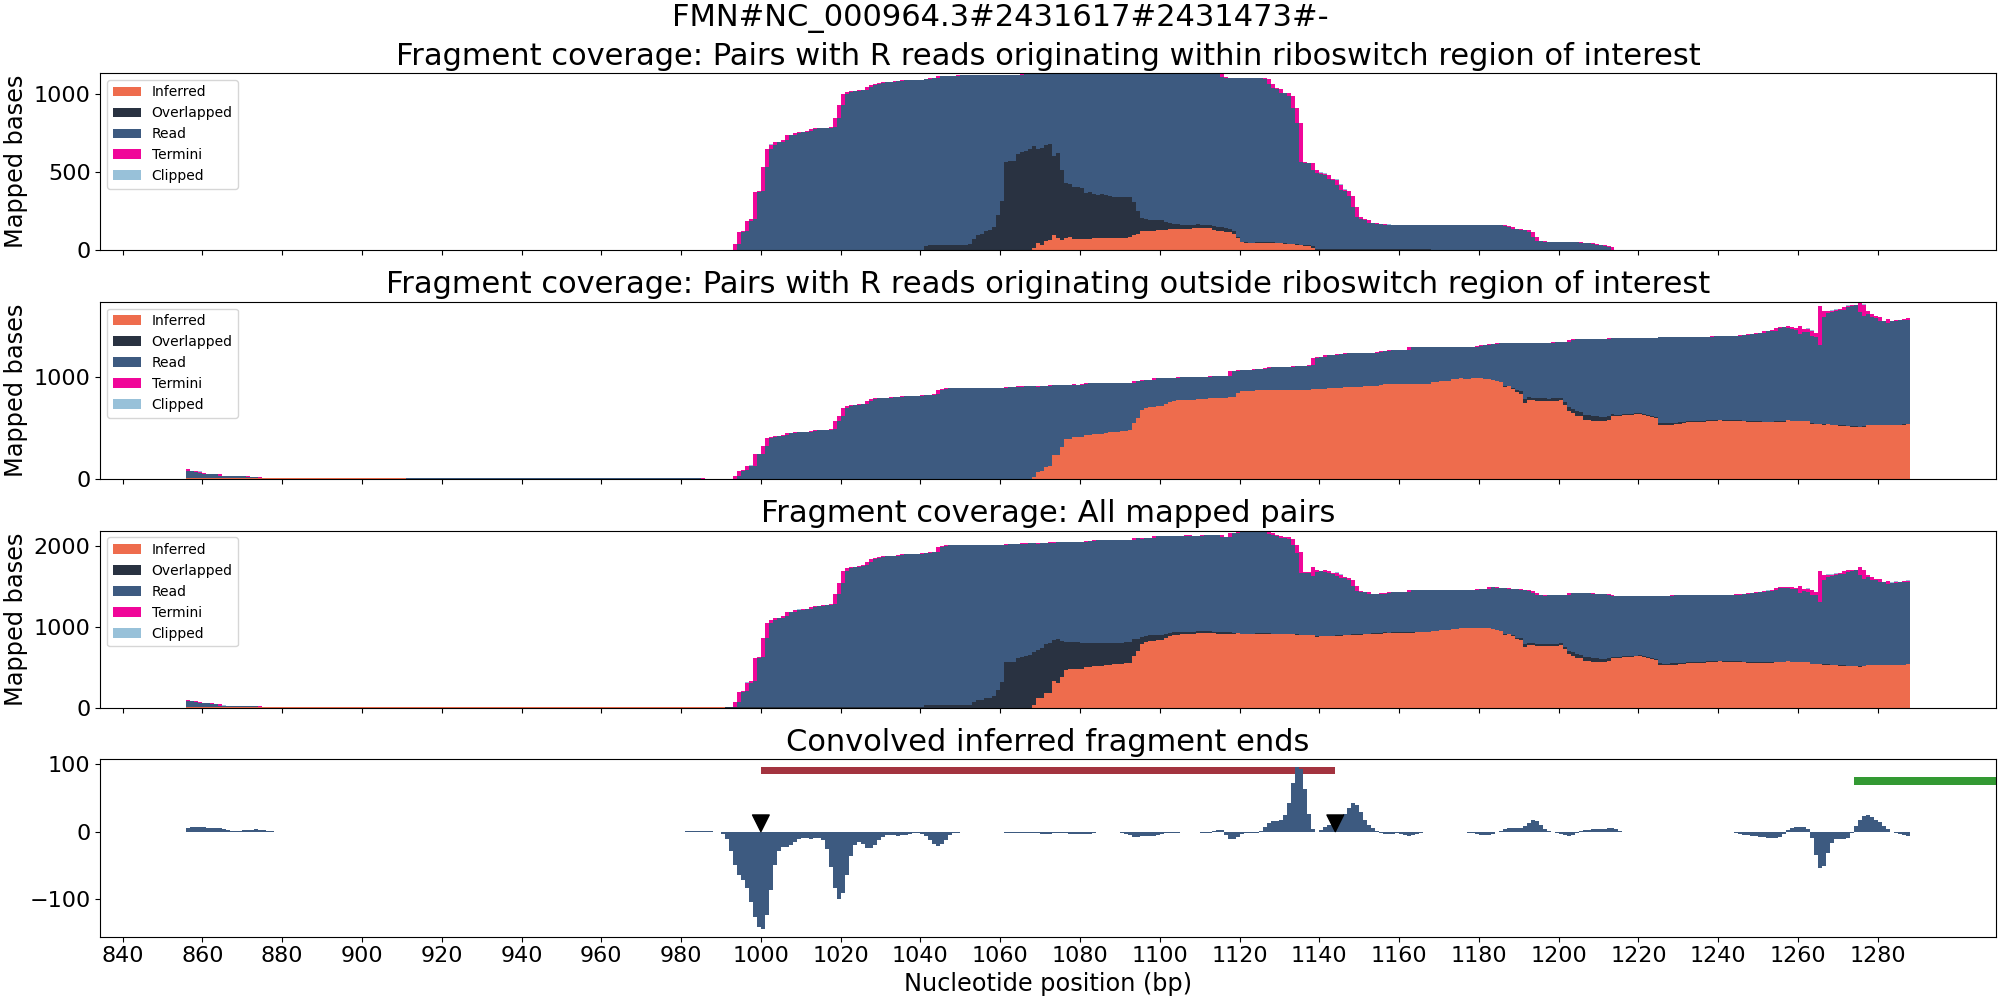 FMN#NC_000964.3#2431617#2431473#-
Fragment coverage: Pairs with R reads originating within riboswitch region of interest
Mapped bases
1000
500
0
Inferred
Overlapped
Read
Termini
Clipped
Fragment coverage: Pairs with R reads originating outside riboswitch region of interest
Mapped bases
1000
0
Inferred
Overlapped
Read
Termini
Clipped
Fragment coverage: All mapped pairs
Mapped bases
2000
1000
0
Inferred
Overlapped
Read
Termini
Clipped
Convolved inferred fragment ends
100
0
−100
840 860 880 900 920 940 960 980 1000 1020 1040 1060 1080 1100 1120 1140 1160 1180 1200 1220 1240 1260 1280
Nucleotide position (bp)